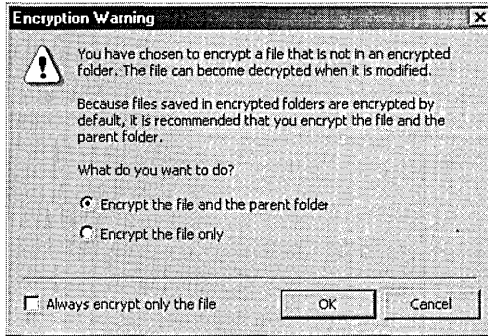 Encryption Warning
You have chosen to encrypt a file that is not in an encrypted
folder. The file can become decrypted when it is modified.
Because files saved in encrypted folders are encrypted by
default, it is recommended that you encrypt the file and the
parent folder.
What do you want to do?
Encrypt the file and the parent folder
Encrypt the file only
Always encrypt only the file
OK
Cancel